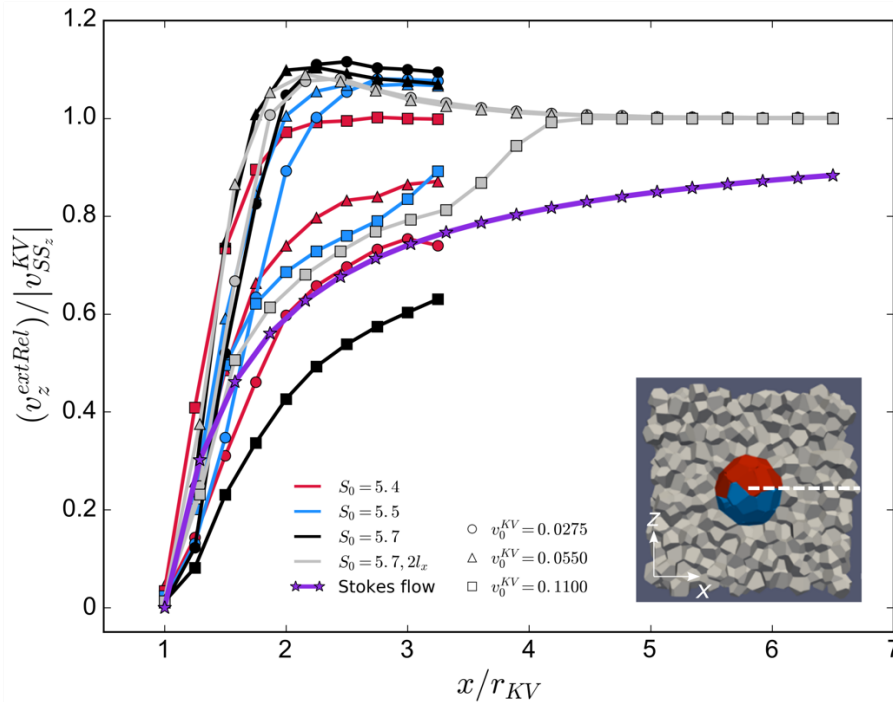 1.2
1.0
0.8
0.6
0.4
0.2
0
(v_z^{extRel})/|v_{SS_z}^{KV}|
S_0 = 5.4
S_0 = 5.5
S_0 = 5.7
S_0 = 5.7, 2l_x
Stokes flow
v_0^{KV} = 0.0275
v_0^{KV} = 0.0550
v_0^{KV} = 0.1100
Z
X
1 2 3 4 5 6 7
x/r_{KV}